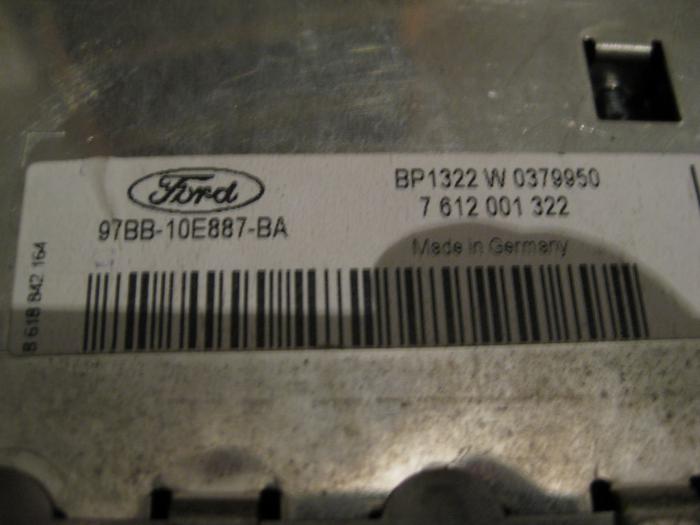 Ford
97BB-10E887-BA
BP1322 W 0379950
7 612 001 322
Made in Germany
8 618 842 164